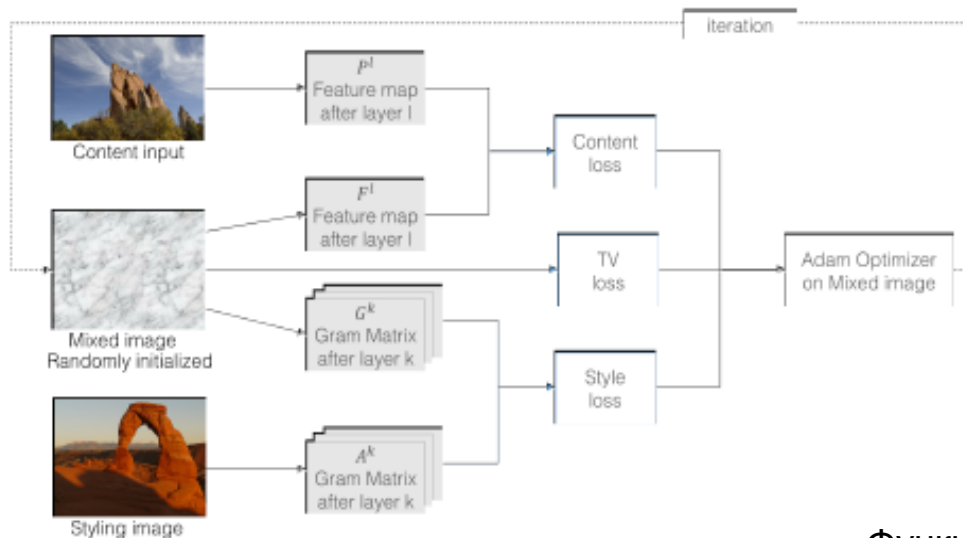 iteration
P^l
Feature map
after layer l
Content input
Content
loss
F^l
Feature map
after layer l
TV
loss
Adam Optimizer
on Mixed image
Mixed image
Randomly initialized
G^k
Gram Matrix
after layer k
Style
loss
A^k
Gram Matrix
after layer k
Styling image